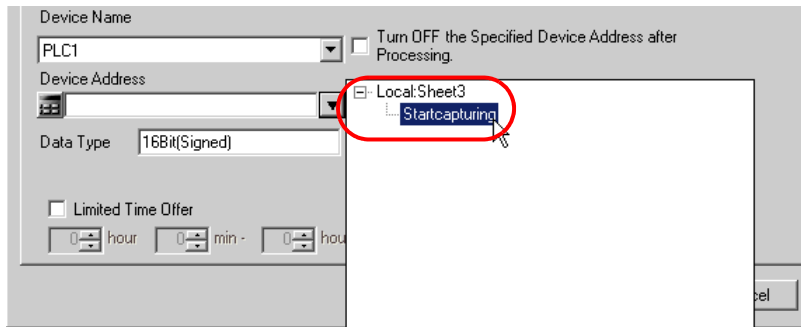 Device Name
PLC1
Turn OFF the Specified Device Address after
Processing.
Device Address
Local:Sheet3
Startcapturing
Data Type 16Bit(Signed)
Limited Time Offer
0 hour 0 min - 0 hou
cel